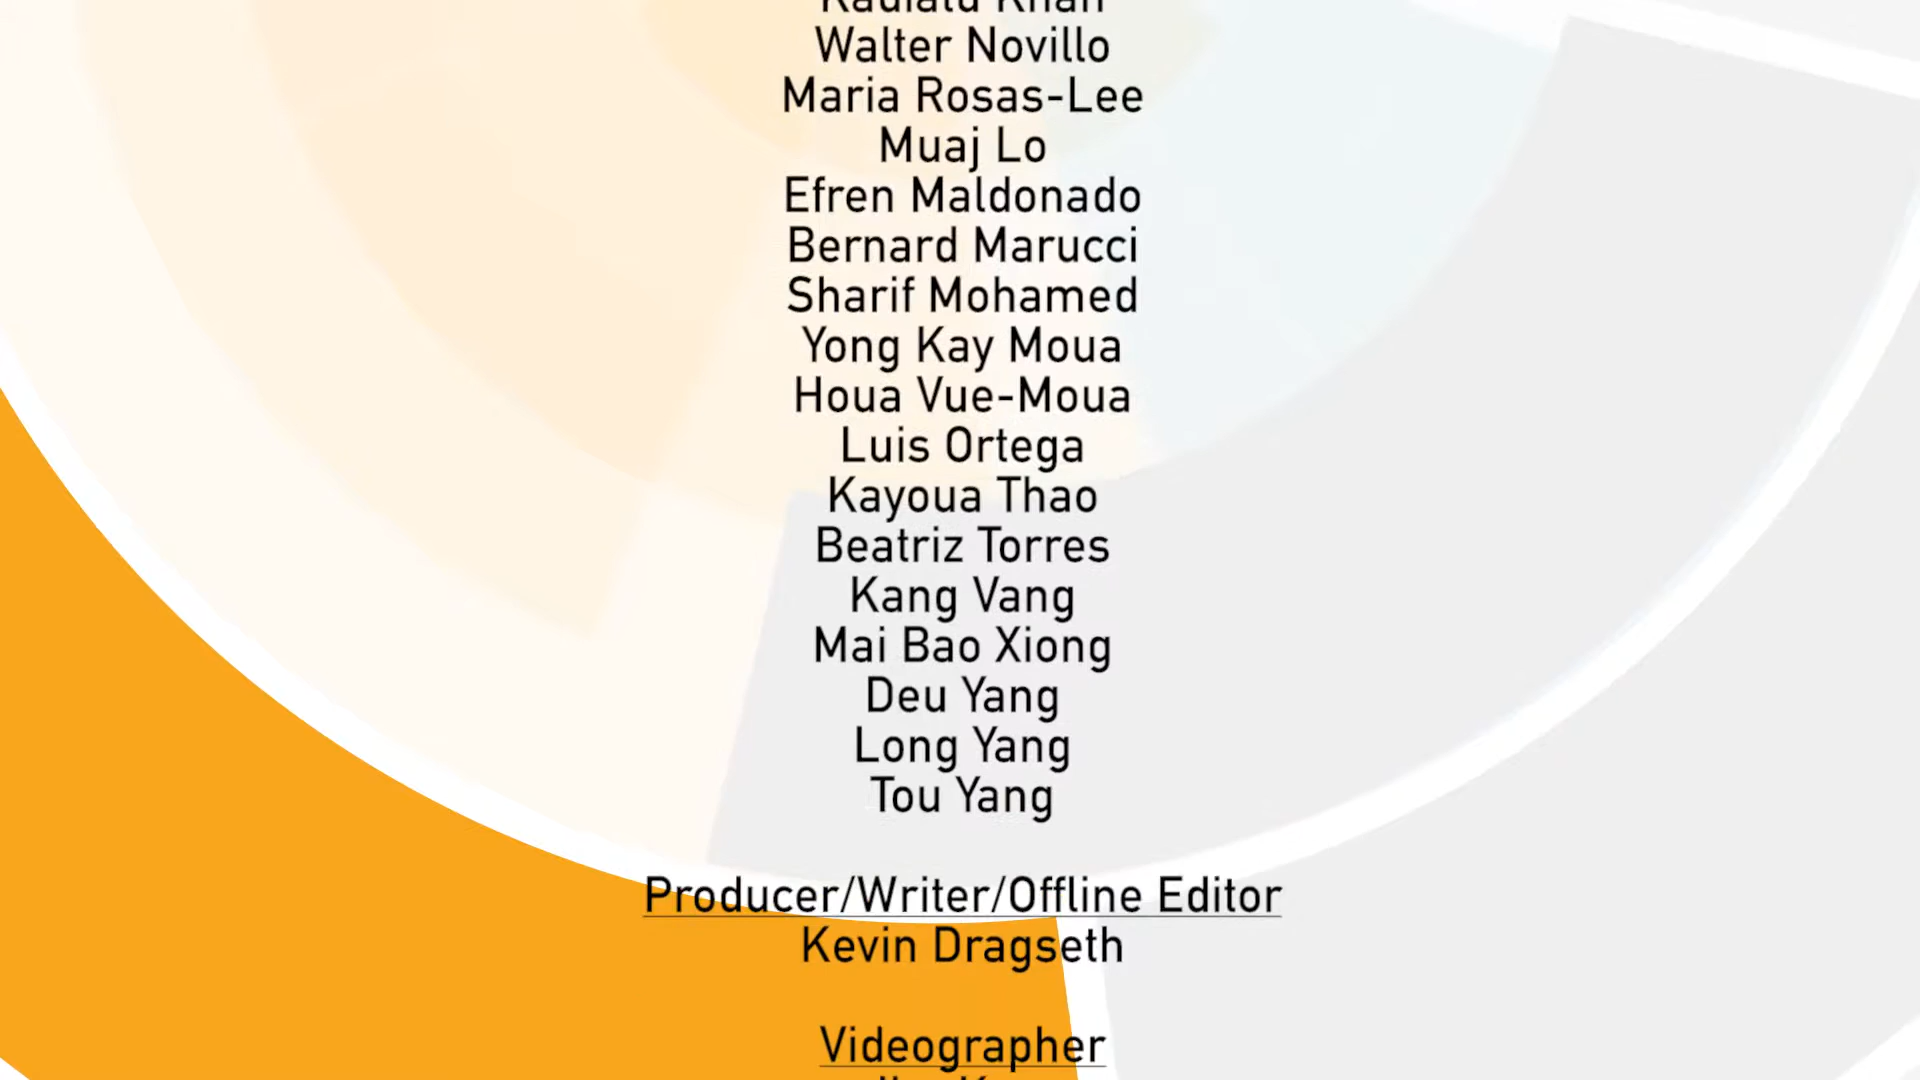 Walter Novillo
Maria Rosas-Lee
Muaj Lo
Efren Maldonado
Bernard Marucci
Sharif Mohamed
Yong Kay Moua
Houa Vue-Moua
Luis Ortega
Kayoua Thao
Beatriz Torres
Kang Vang
Mai Bao Xiong
Deu Yang
Long Yang
Tou Yang
Producer/Writer/Offline Editor
Kevin Dragseth
Videographer